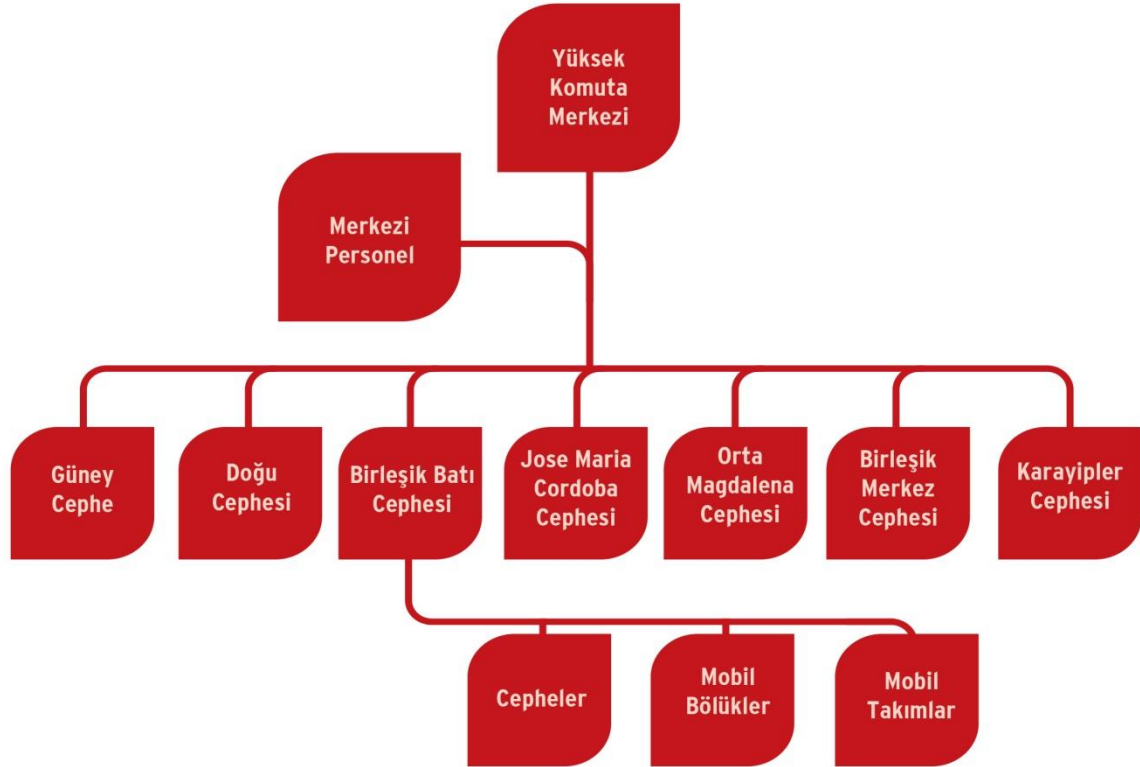 Yüksek
Komuta
Merkezi
Merkezi
Personel
Güney
Cephe
Doğu
Cephesi
Birleşik Batı
Cephesi
Jose Maria
Cordoba
Cephesi
Orta
Magdalena
Cephesi
Birleşik
Merkez
Cephesi
Karayipler
Cephesi
Cepheler
Mobil
Bölükler
Mobil
Takımlar